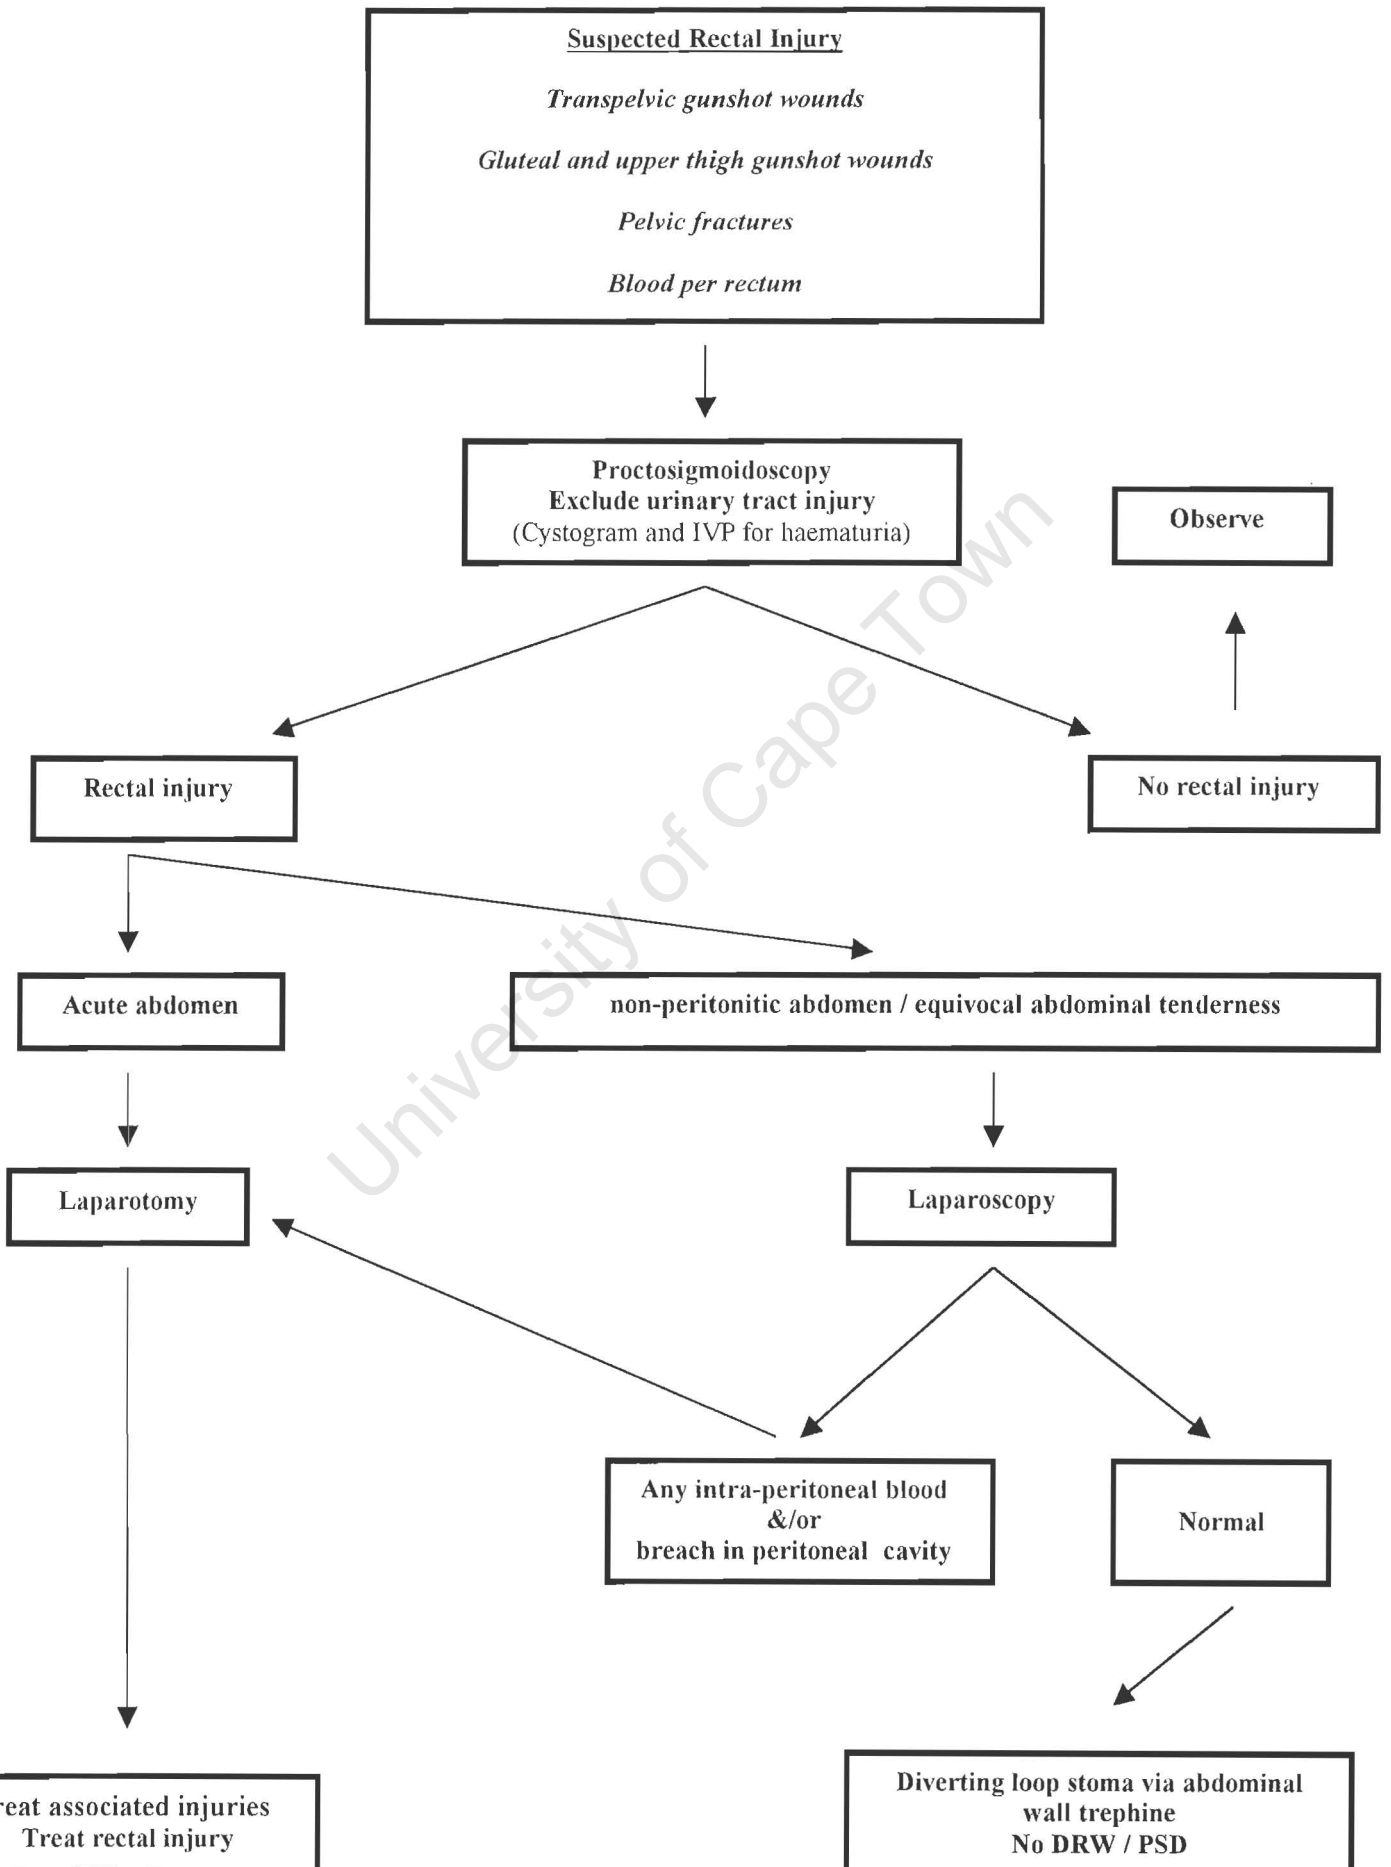 Suspected Rectal Injury
Transpelvic gunshot wounds
Gluteal and upper thigh gunshot wounds
Pelvic fractures
Blood per rectum
Proctosigmoidoscopy
Exclude urinary tract injury
(Cystogram and IVP for haematuria)
Observe
Rectal injury
No rectal injury
Acute abdomen
non-peritonitic abdomen / equivocal abdominal tenderness
Laparotomy
Laparoscopy
Any intra-peritoneal blood
&/or
breach in peritoneal cavity
Normal
reat associated injuries
Treat rectal injury
Diverting loop stoma via abdominal
wall trephine
No DRW / PSD
University of Cape Town